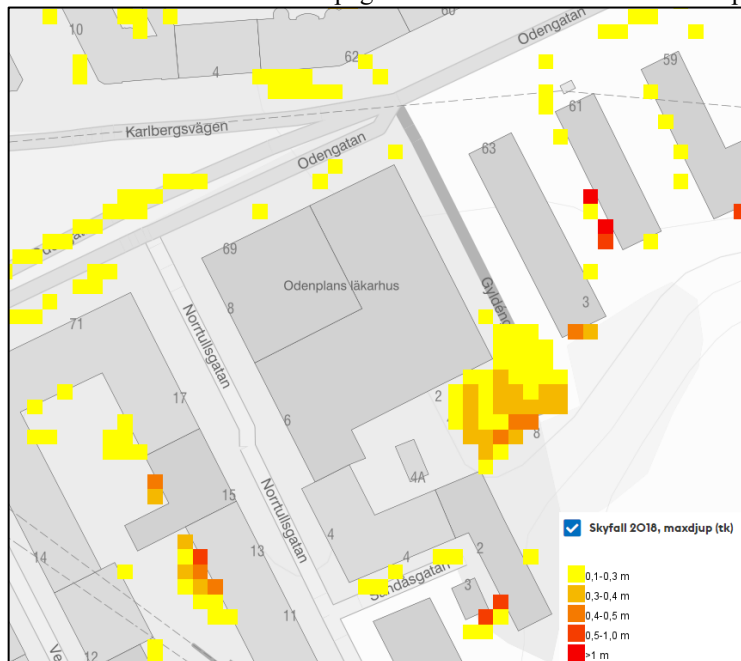 10
4
62
60
Odengatan
59
61
63
Karlbergsvägen
Odengatan
69
Odenplans läkarhus
8
3
71
Norrtullsgatan
17
2
6
8
4A
15
Norrtullsgatan
4
13
4
2
14
Sandåsgatan
3
11
12
Skyfall 2018, maxdjup (tk)
0,1-0,3 m
0,3-0,4 m
0,4-0,5 m
0,5-1,0 m
>1 m